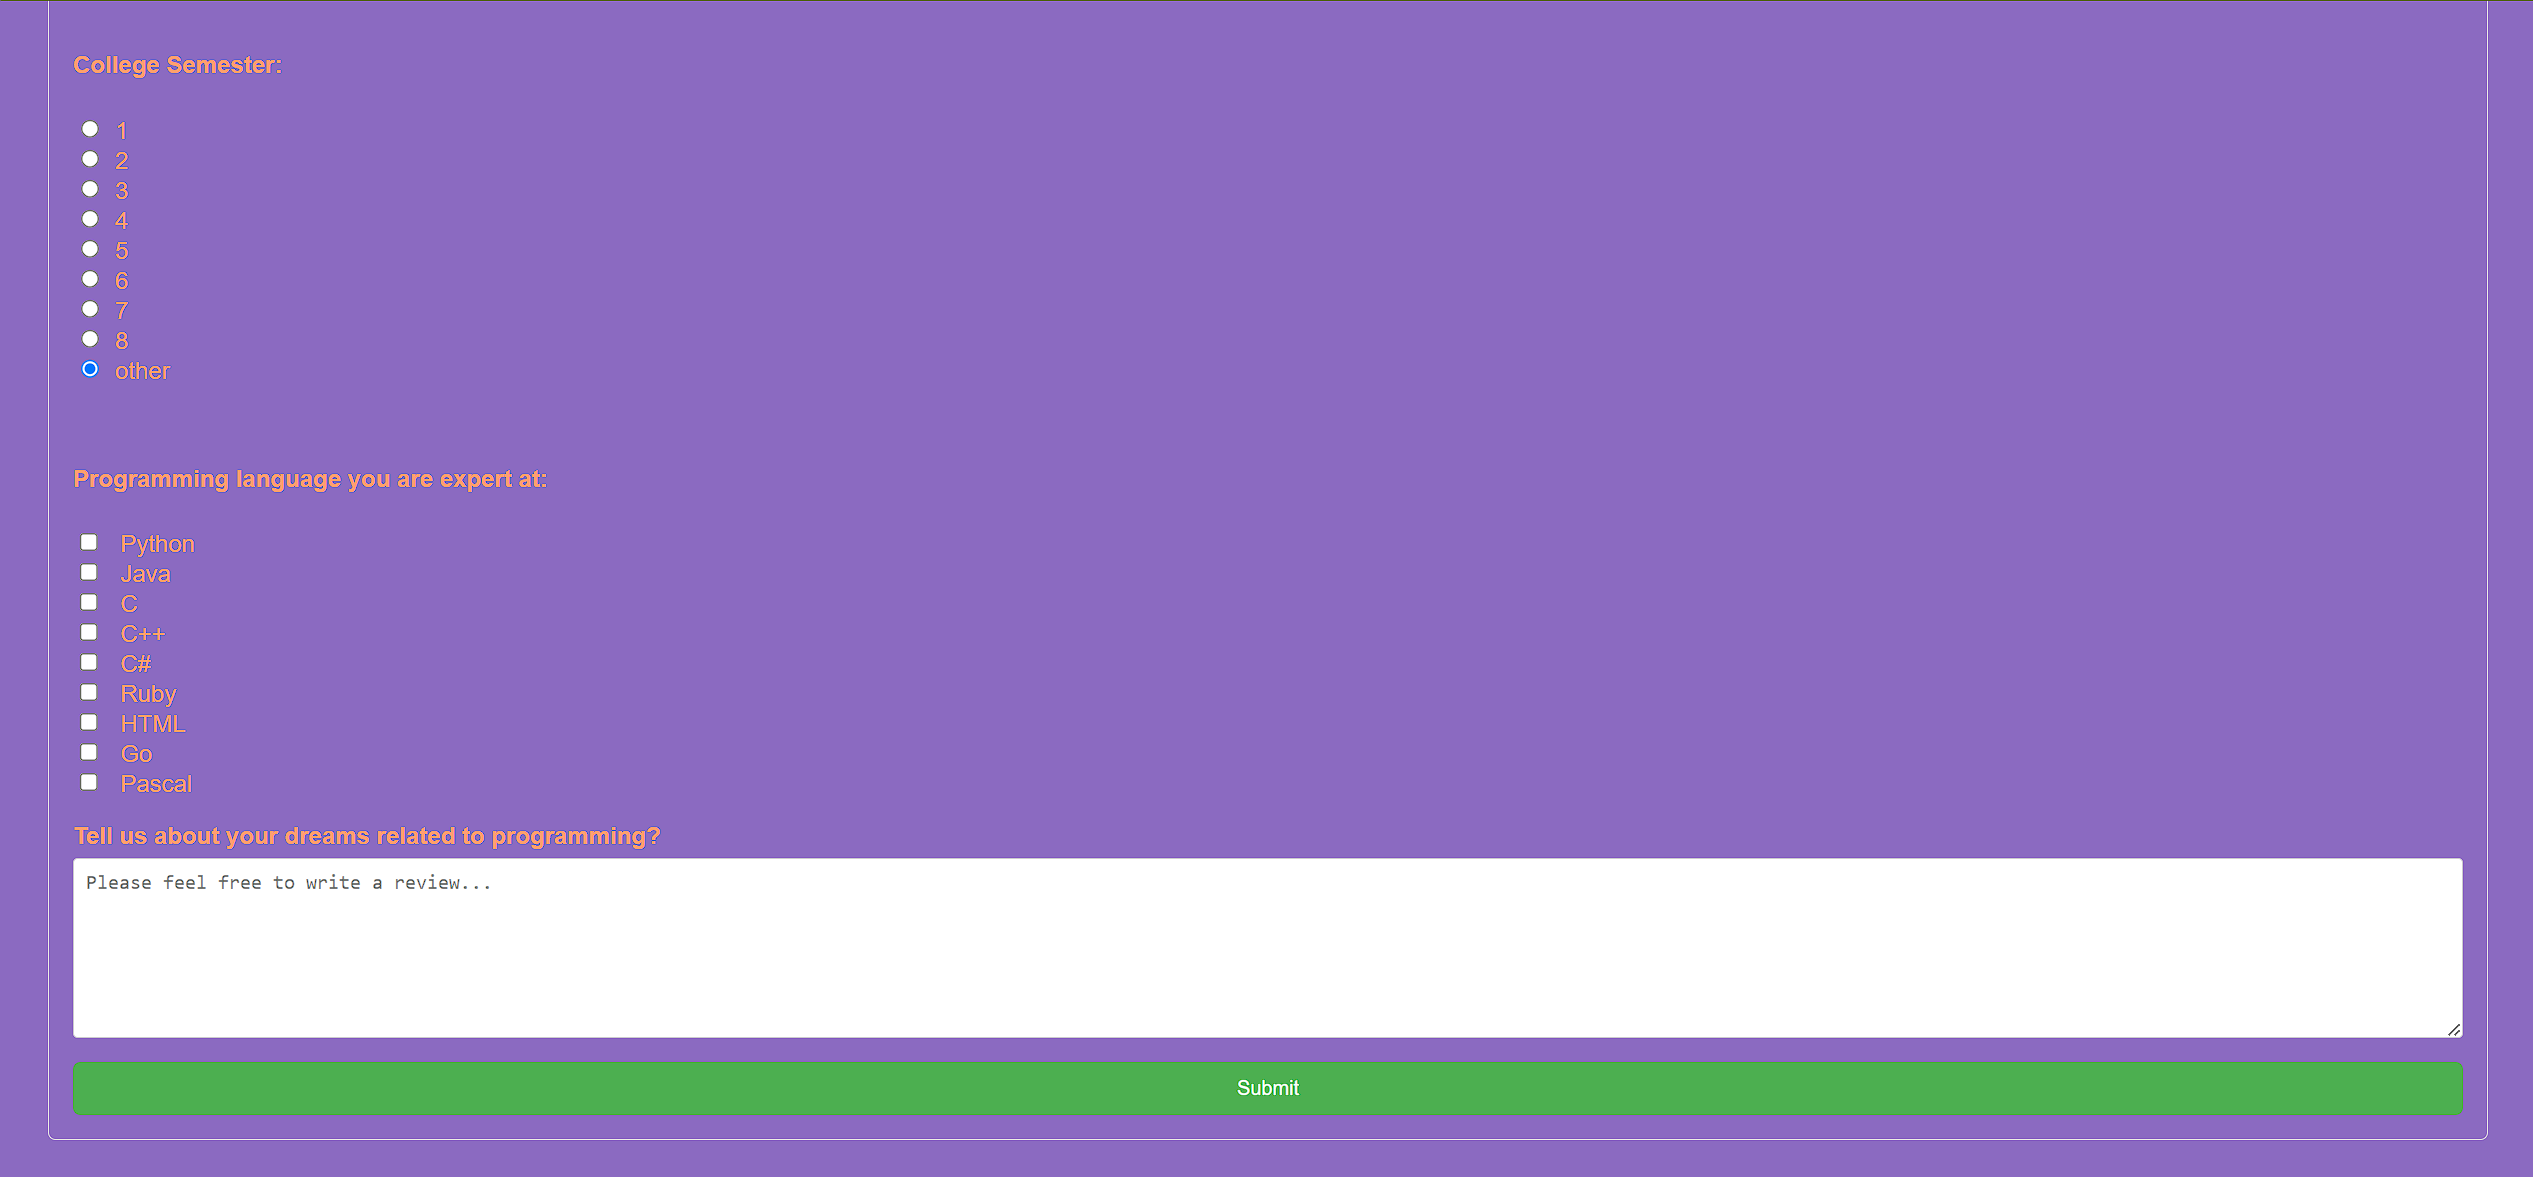 College Semester:
1
2
3
4
5
6
7
8
other
Programming language you are expert at:
Python
Java
C
C++
C#
Ruby
HTML
Go
Pascal
Tell us about your dreams related to programming?
Please feel free to write a review...
Submit